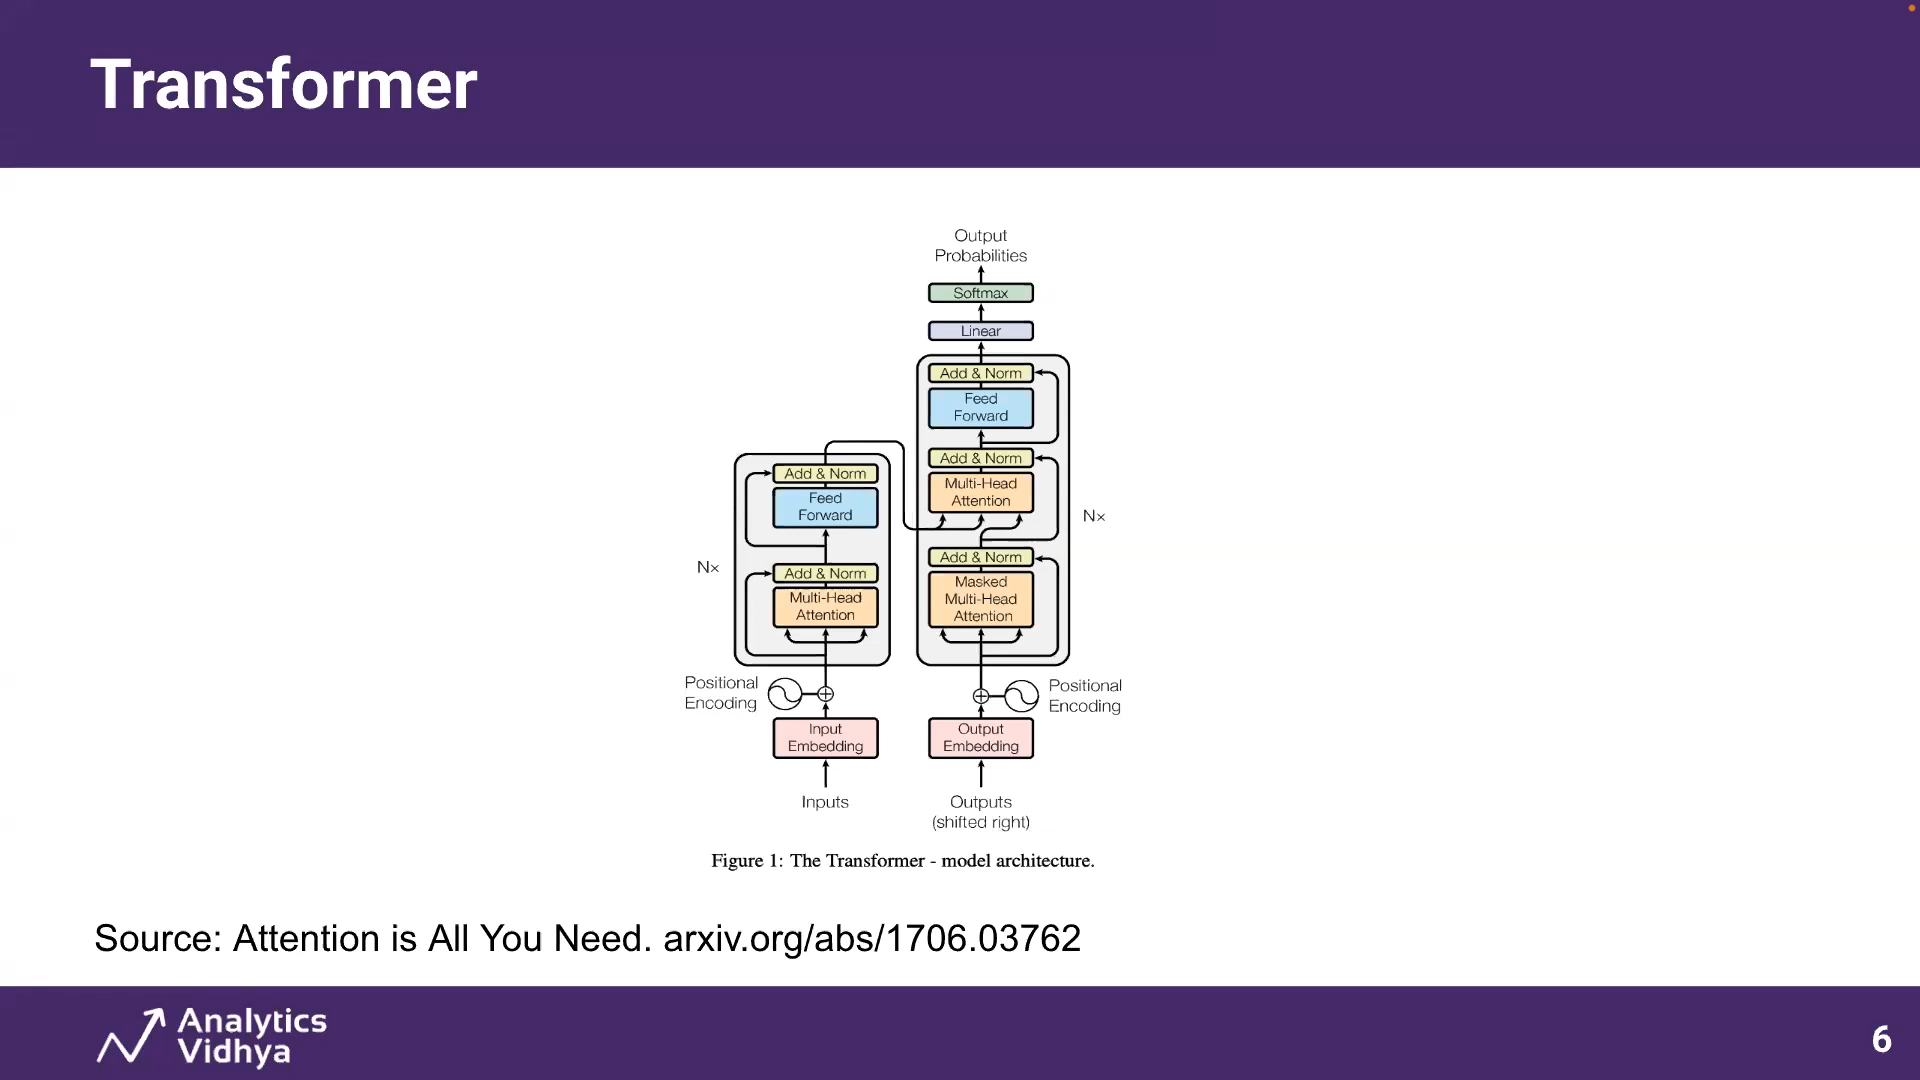 Transformer
Output
Probabilities
Softmax
Linear
Add & Norm
Feed
Forward
Add & Norm
Multi-Head
Attention
Nx
Add & Norm
Masked
Multi-Head
Attention
Add & Norm
Feed
Forward
Nx
Add & Norm
Multi-Head
Attention
Positional
Encoding
Positional
Encoding
Input
Embedding
Output
Embedding
Inputs
Outputs
(shifted right)
Figure 1: The Transformer - model architecture.
Source: Attention is All You Need. arxiv.org/abs/1706.03762
Analytics
Vidhya
6